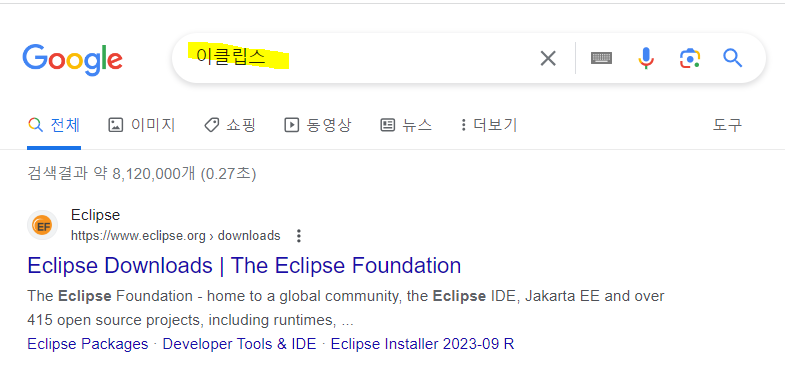 Google 이클립스
전체 이미지 쇼핑 동영상 뉴스 더보기 도구
검색결과 약 8,120,000개 (0.27초)
EF
Eclipse
https://www.eclipse.org › downloads
Eclipse Downloads | The Eclipse Foundation
The Eclipse Foundation - home to a global community, the Eclipse IDE, Jakarta EE and over
415 open source projects, including runtimes, ...
Eclipse Packages · Developer Tools & IDE · Eclipse Installer 2023-09 R